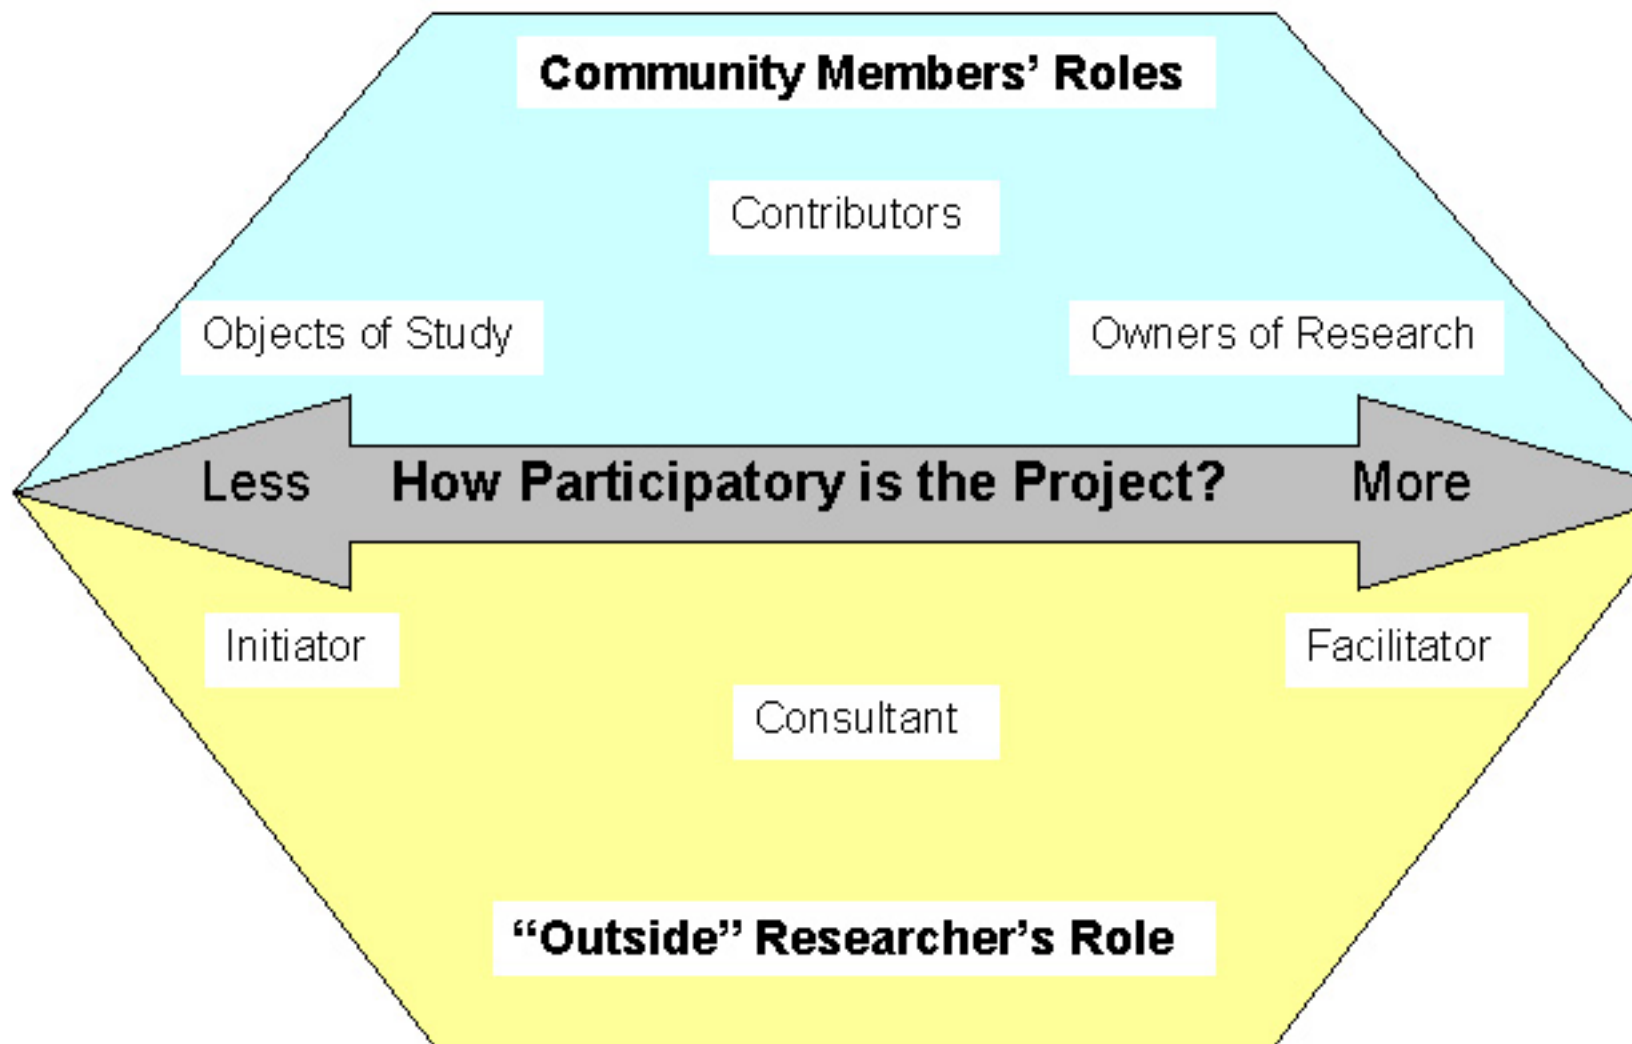 Community Members’ Roles
Contributors
Objects of Study
Owners of Research
Less How Participatory is the Project? More
Initiator
Facilitator
Consultant
“Outside” Researcher’s Role